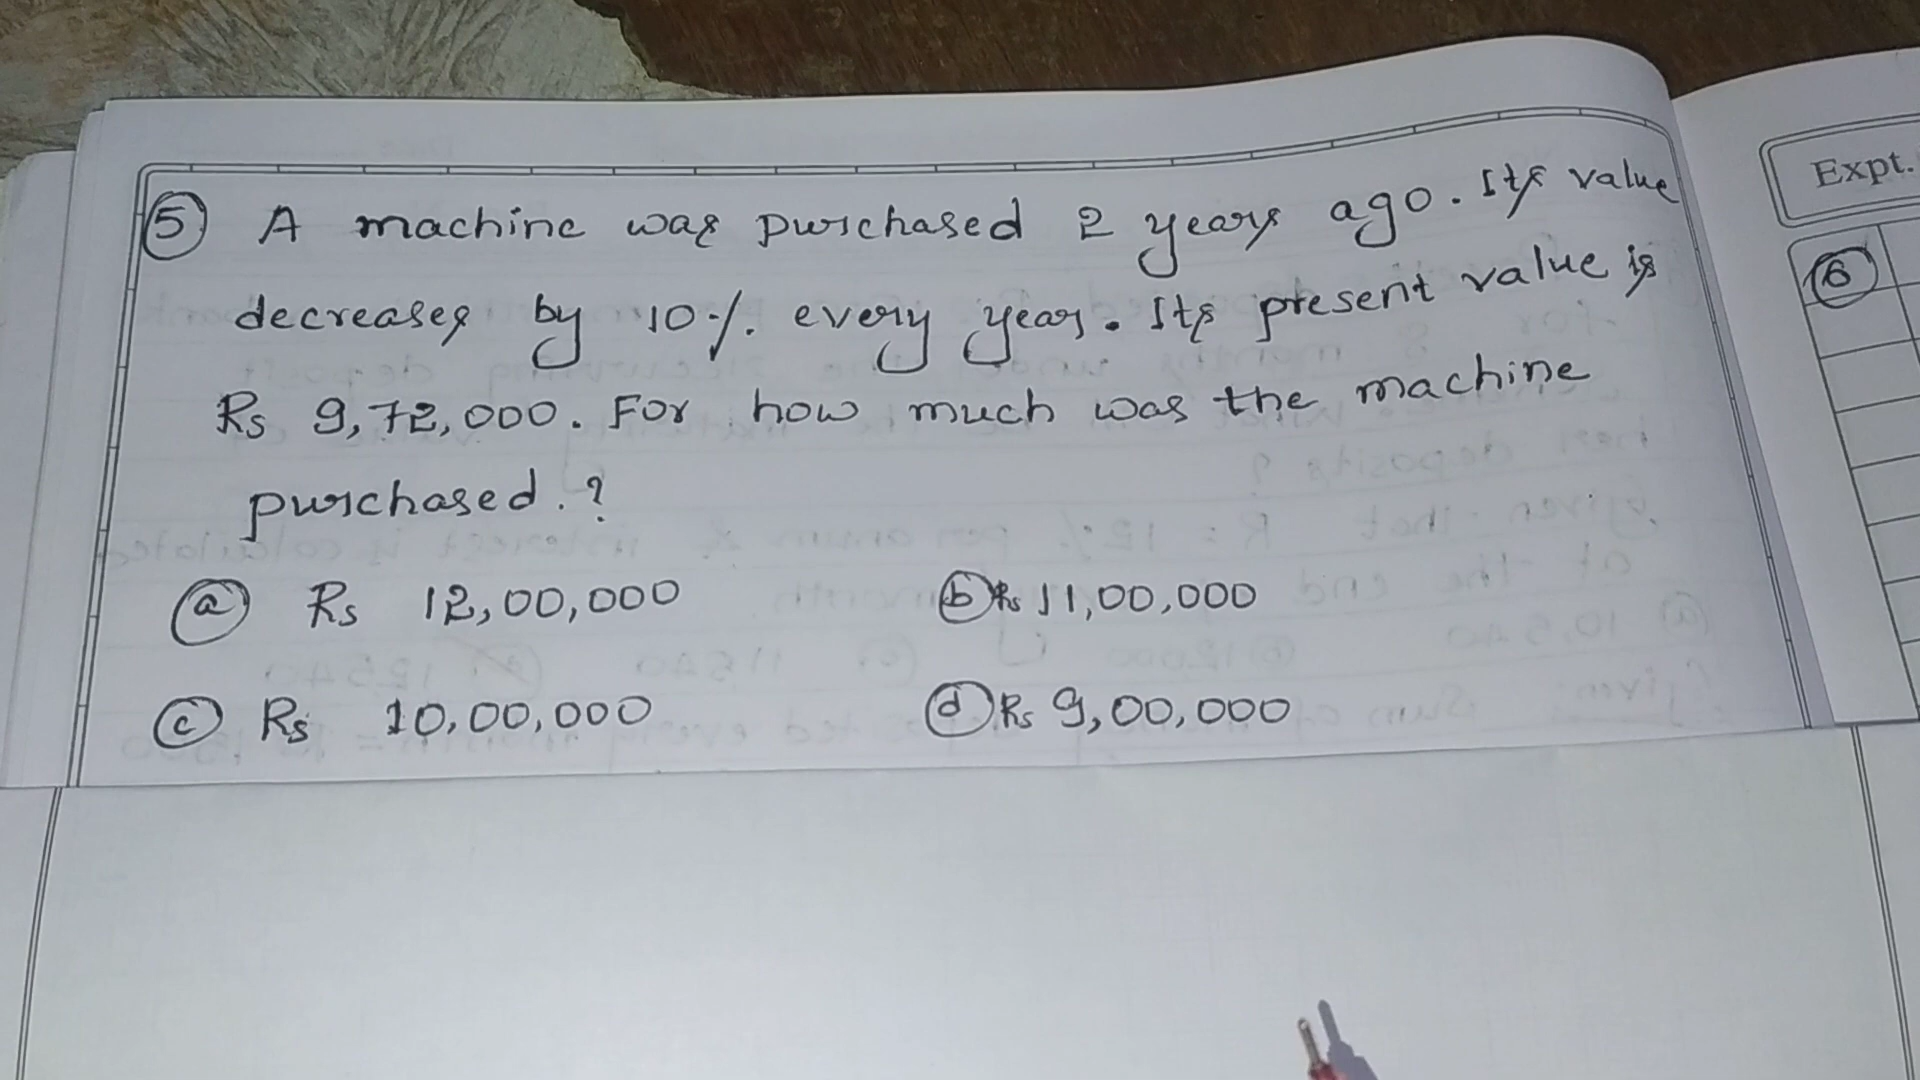 5 A machine was purchased 2 years ago. Its value
decreases by 10% every year. Its present value is
Rs 9,72,000. For how much was the machine
purchased.?
a Rs 12,00,000 b Rs 11,00,000
c Rs 10,00,000 d Rs 9,00,000
Expt.
6